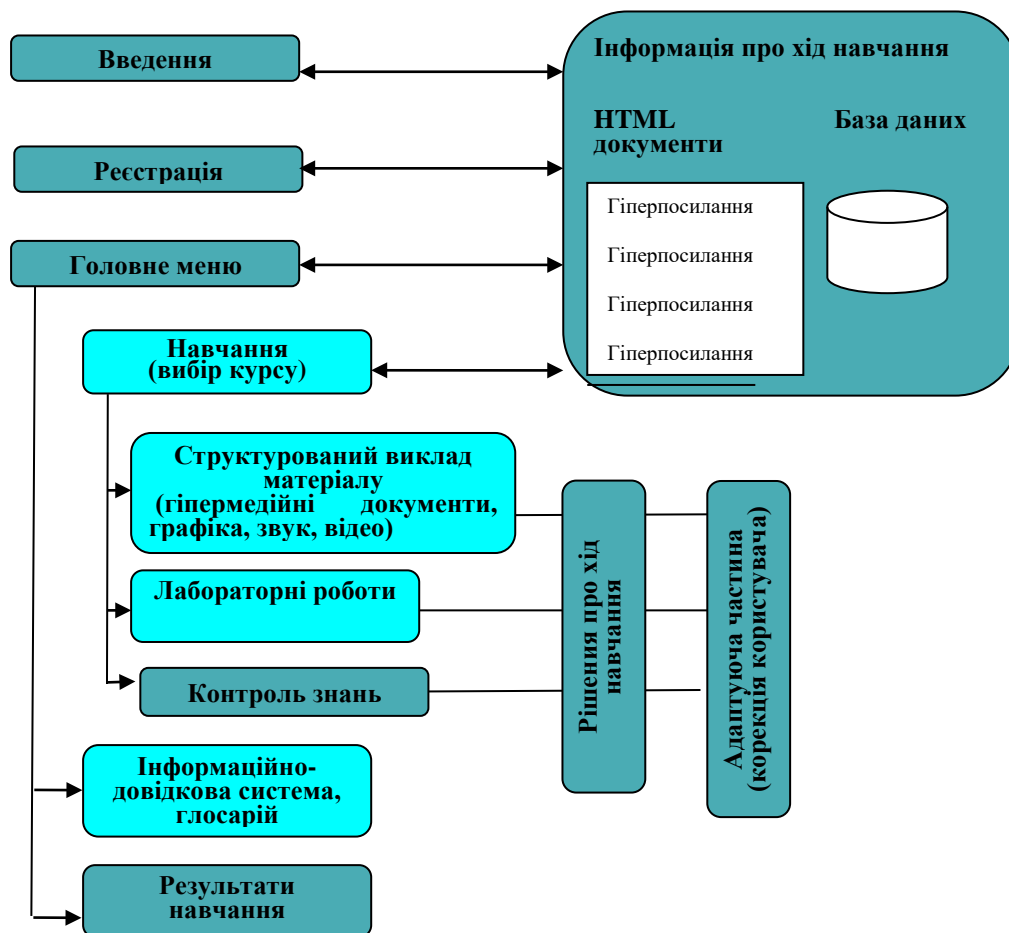 Введення
Інформація про хід навчання
HTML
документи
База даних
Реєстрація
Гіперпосилання
Гіперпосилання
Гіперпосилання
Гіперпосилання
Головне меню
Навчання
(вибір курсу)
Структурований виклад
матеріалу
(гіпермедійні документи,
графіка, звук, відео)
Лабораторні роботи
Контроль знань
Рішення про хід
навчання
Адаптуюча частина
(корекція користувача)
Інформаційно-
довідкова система,
глосарій
Результати
навчання